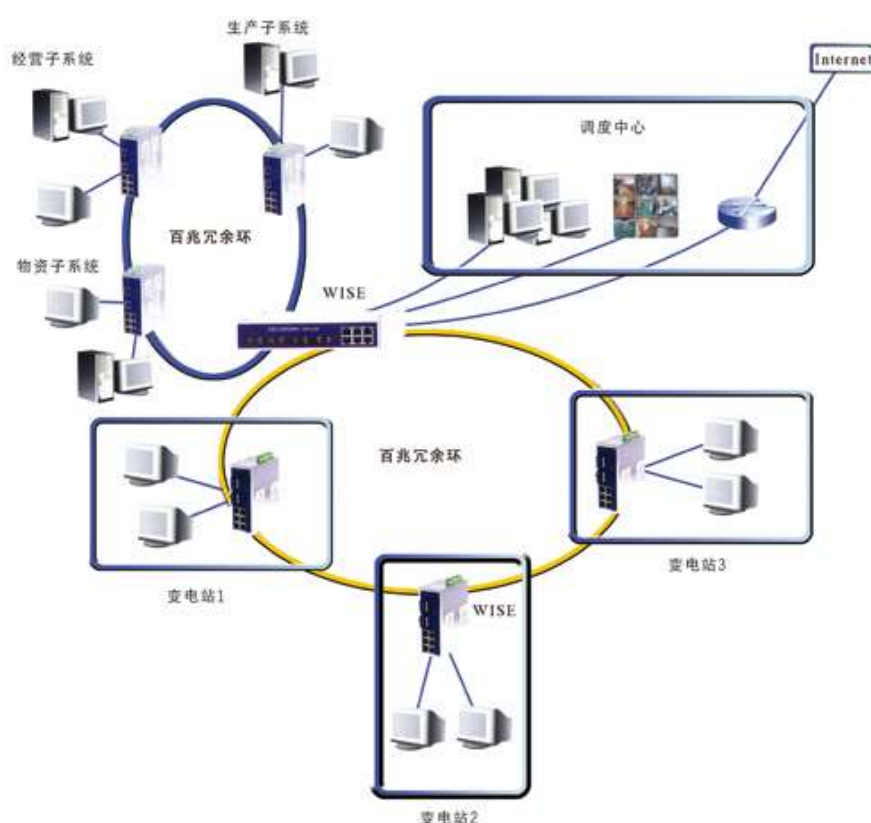 生产子系统
经营子系统
Internet
调度中心
百兆冗余环
物资子系统
WISE
百兆冗余环
变电站1
变电站3
WISE
变电站2